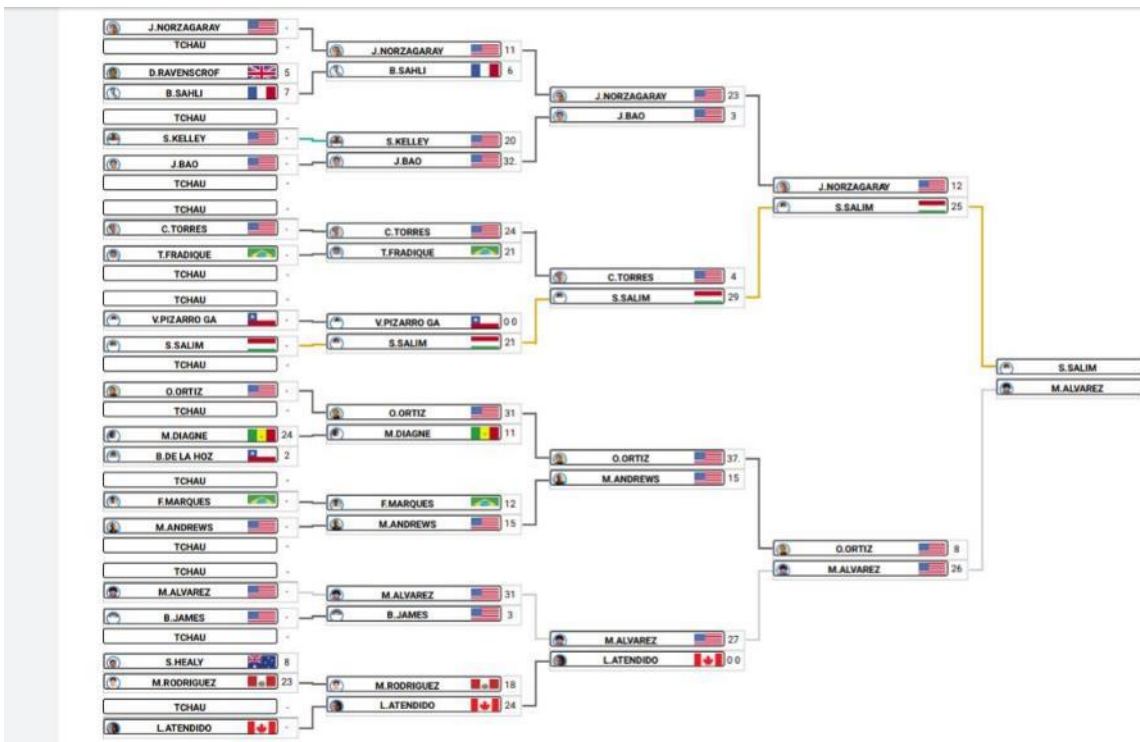 J.NORZAGARAY -
TCHAU -
D.RAVENSCROF 5
B.SAHLI 7
TCHAU -
S.KELLEY -
J.BAO -
TCHAU -
TCHAU -
C.TORRES -
T.FRADIQUE -
TCHAU -
TCHAU -
V.PIZARRO GA -
S.SALIM -
TCHAU -
O.ORTIZ -
TCHAU -
M.DIAGNE 24
B.DE LA HOZ 2
TCHAU -
F.MARQUES -
M.ANDREWS -
TCHAU -
TCHAU -
M.ALVAREZ -
B.JAMES -
TCHAU -
S.HEALY 8
M.RODRIGUEZ 23
TCHAU -
L.ATENDIDO -
J.NORZAGARAY 11
B.SAHLI 6
S.KELLEY 20
J.BAO 32.
C.TORRES 24
T.FRADIQUE 21
V.PIZARRO GA 0 0
S.SALIM 21
O.ORTIZ 31
M.DIAGNE 11
F.MARQUES 12
M.ANDREWS 15
M.ALVAREZ 31
B.JAMES 3
M.RODRIGUEZ 18
L.ATENDIDO 24
J.NORZAGARAY 23
J.BAO 3
C.TORRES 4
S.SALIM 29
O.ORTIZ 37.
M.ANDREWS 15
M.ALVAREZ 27
L.ATENDIDO 0 0
J.NORZAGARAY 12
S.SALIM 25
O.ORTIZ 8
M.ALVAREZ 26
S.SALIM
M.ALVAREZ